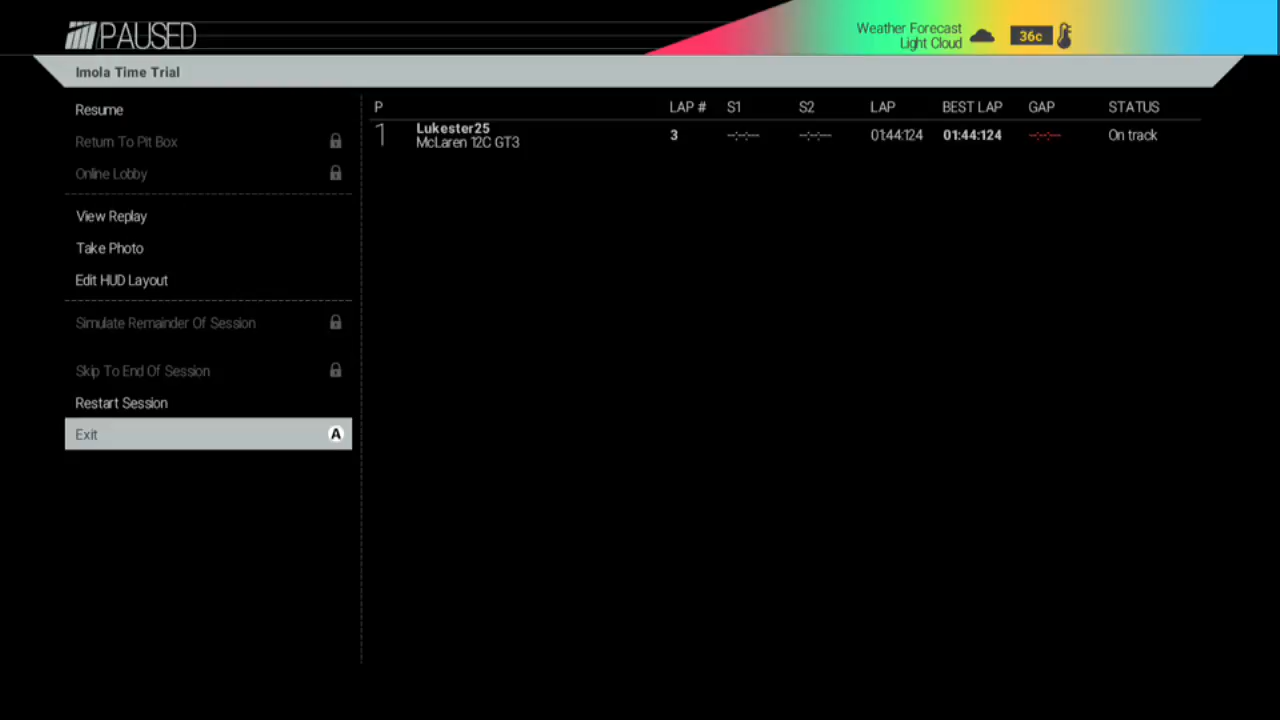 PAUSED
Weather Forecast
Light Cloud
36c
Imola Time Trial
Resume
Return To Pit Box
Online Lobby
View Replay
Take Photo
Edit HUD Layout
Simulate Remainder Of Session
Skip To End Of Session
Restart Session
Exit A
P LAP # S1 S2 LAP BEST LAP GAP STATUS
1 Lukester25 3 --:--:--- --:--:--- 01:44:124 01:44:124 --:--:--- On track
McLaren 12C GT3